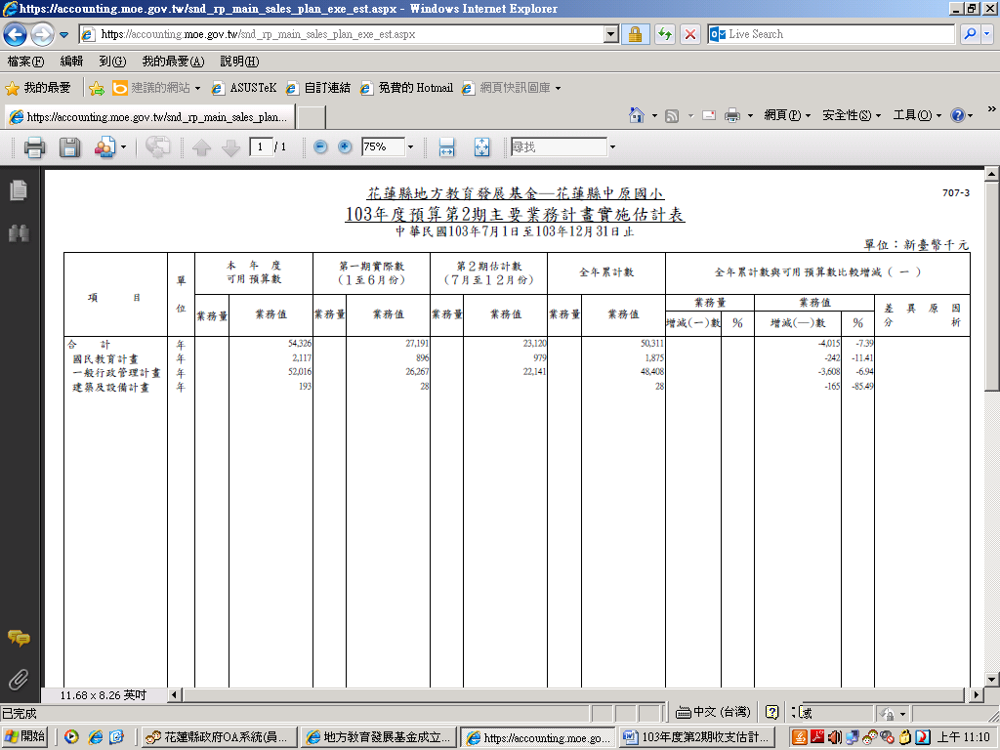 https://accounting.moe.gov.tw/snd_rp_main_sales_plan_exe_est.aspx - Windows Internet Explorer
https://accounting.moe.gov.tw/snd_rp_main_sales_plan_exe_est.aspx
Live Search
檔案(F) 編輯 到(G) 我的最愛(A) 說明(H)
我的最愛 建議的網站 ASUSTeK 自訂連結 免費的 Hotmail 網頁快訊圖庫
https://accounting.moe.gov.tw/snd_rp_main_sales_plan...
網頁(P) 安全性(S) 工具(O) »
1 / 1 75% 尋找
花蓮縣地方教育發展基金—花蓮縣中原國小 707-3
103年度預算第2期主要業務計畫實施估計表
中華民國103年7月1日至103年12月31日止
單位：新臺幣千元
項 目 單位 本年度可用預算數 第一期實際數（1至6月份） 第2期估計數（7月至12月份） 全年累計數 全年累計數與可用預算數比較增減（－）
業務量 業務值 業務量 業務值 業務量 業務值 業務量 業務值 業務量 業務值 差異原因分析
增減(－)數 % 增減(—)數 %
合 計 年 54,326 27,191 23,120 50,311 -4,015 -7.39
國民教育計畫 年 2,117 896 979 1,875 -242 -11.41
一般行政管理計畫 年 52,016 26,267 22,141 48,408 -3,608 -6.94
建築及設備計畫 年 193 28 28 -165 -85.49
11.68 x 8.26 英吋
已完成
中文 (台灣)
開始 花蓮縣政府OA系統(員... 地方教育發展基金成立... https://accounting.moe.go... 103年度第2期收支估計... 上午 11:10